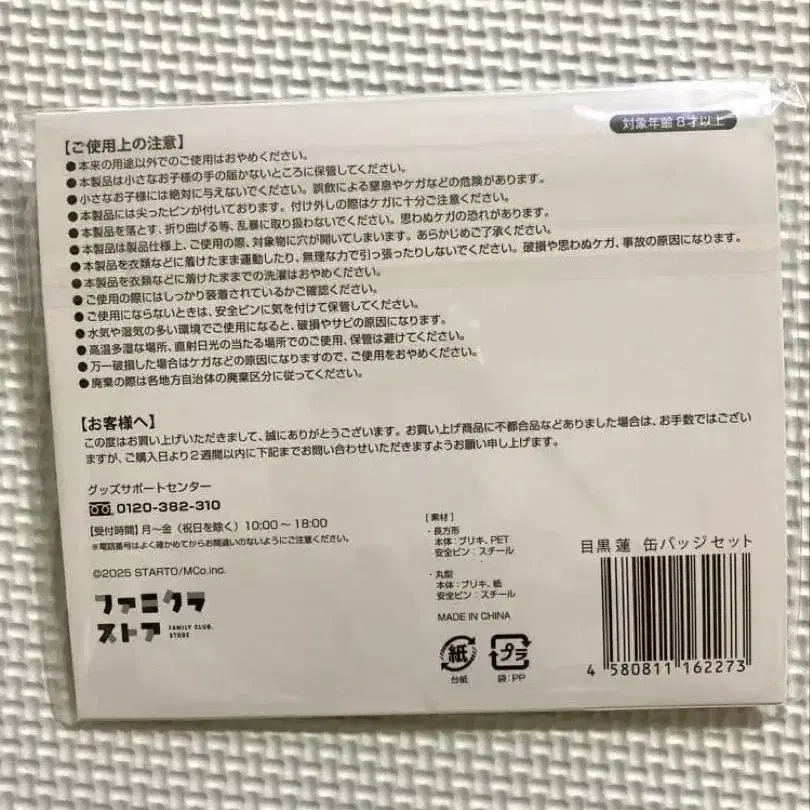 対象年齢8才以上
【ご使用上の注意】
●本来の用途以外でのご使用はおやめください。
●本製品は小さなお子様の手の届かないところに保管してください。
●小さなお子様には絶対に与えないでください。誤飲による窒息やケガなどの危険があります。
●本製品には尖ったピンが付いております。付け外しの際はケガに十分ご注意ください。
●本製品を落とす、折り曲げる等、乱暴に取り扱わないでください。思わぬケガの恐れがあります。
●本製品は製品仕様上、ご使用の際、対象物に穴が開いてしまいます。あらかじめご了承ください。
●本製品を衣類などに着けたまま運動したり、無理な力で引っ張ったりしないでください。破損や思わぬケガ、事故の原因になります。
●本製品を衣類などに着けたままでの洗濯はおやめください。
●ご使用の際にはしっかり装着されているかご確認ください。
●ご使用にならないときは、安全ピンに気を付けて保管してください。
●水気や湿気の多い環境でご使用になると、破損やサビの原因になります。
●高温多湿な場所、直射日光の当たる場所でのご使用、保管は避けてください。
●万一破損した場合はケガなどの原因になりますので、ご使用をおやめください。
●廃棄の際は各地方自治体の廃棄区分に従ってください。
【お客様へ】
この度はお買い上げいただきまして、誠にありがとうございます。お買い上げ商品に不都合品などありました場合は、お手数ではござい
ますが、ご購入日より2週間以内に下記までお問い合わせいただきますようお願い申し上げます。
グッズサポートセンター
0120-382-310
【受付時間】月〜金（祝日を除く）10:00〜18:00
※電話番号はよく確かめてからお間違いのないようにご注意ください。
©2025 STARTO/MCo.inc.
ファミクラ
ストア
FAMILY CLUB.
STORE
【素材】
・長方形
本体：ブリキ、PET
安全ピン：スチール
・丸型
本体：ブリキ、紙
安全ピン：スチール
MADE IN CHINA
紙
台紙
プラ
袋：PP
目黒 蓮 缶バッジセット
4 580811 162273